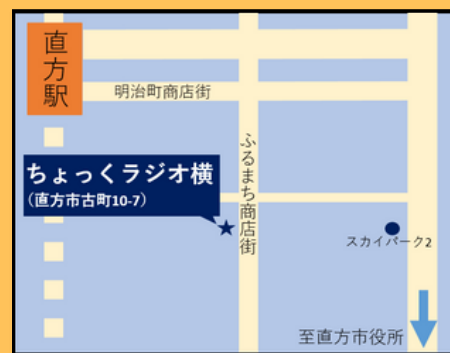 直方駅
明治町商店街
ちょっくラジオ横
(直方市古町10-7)
ふるまち商店街
スカイパーク2
至直方市役所